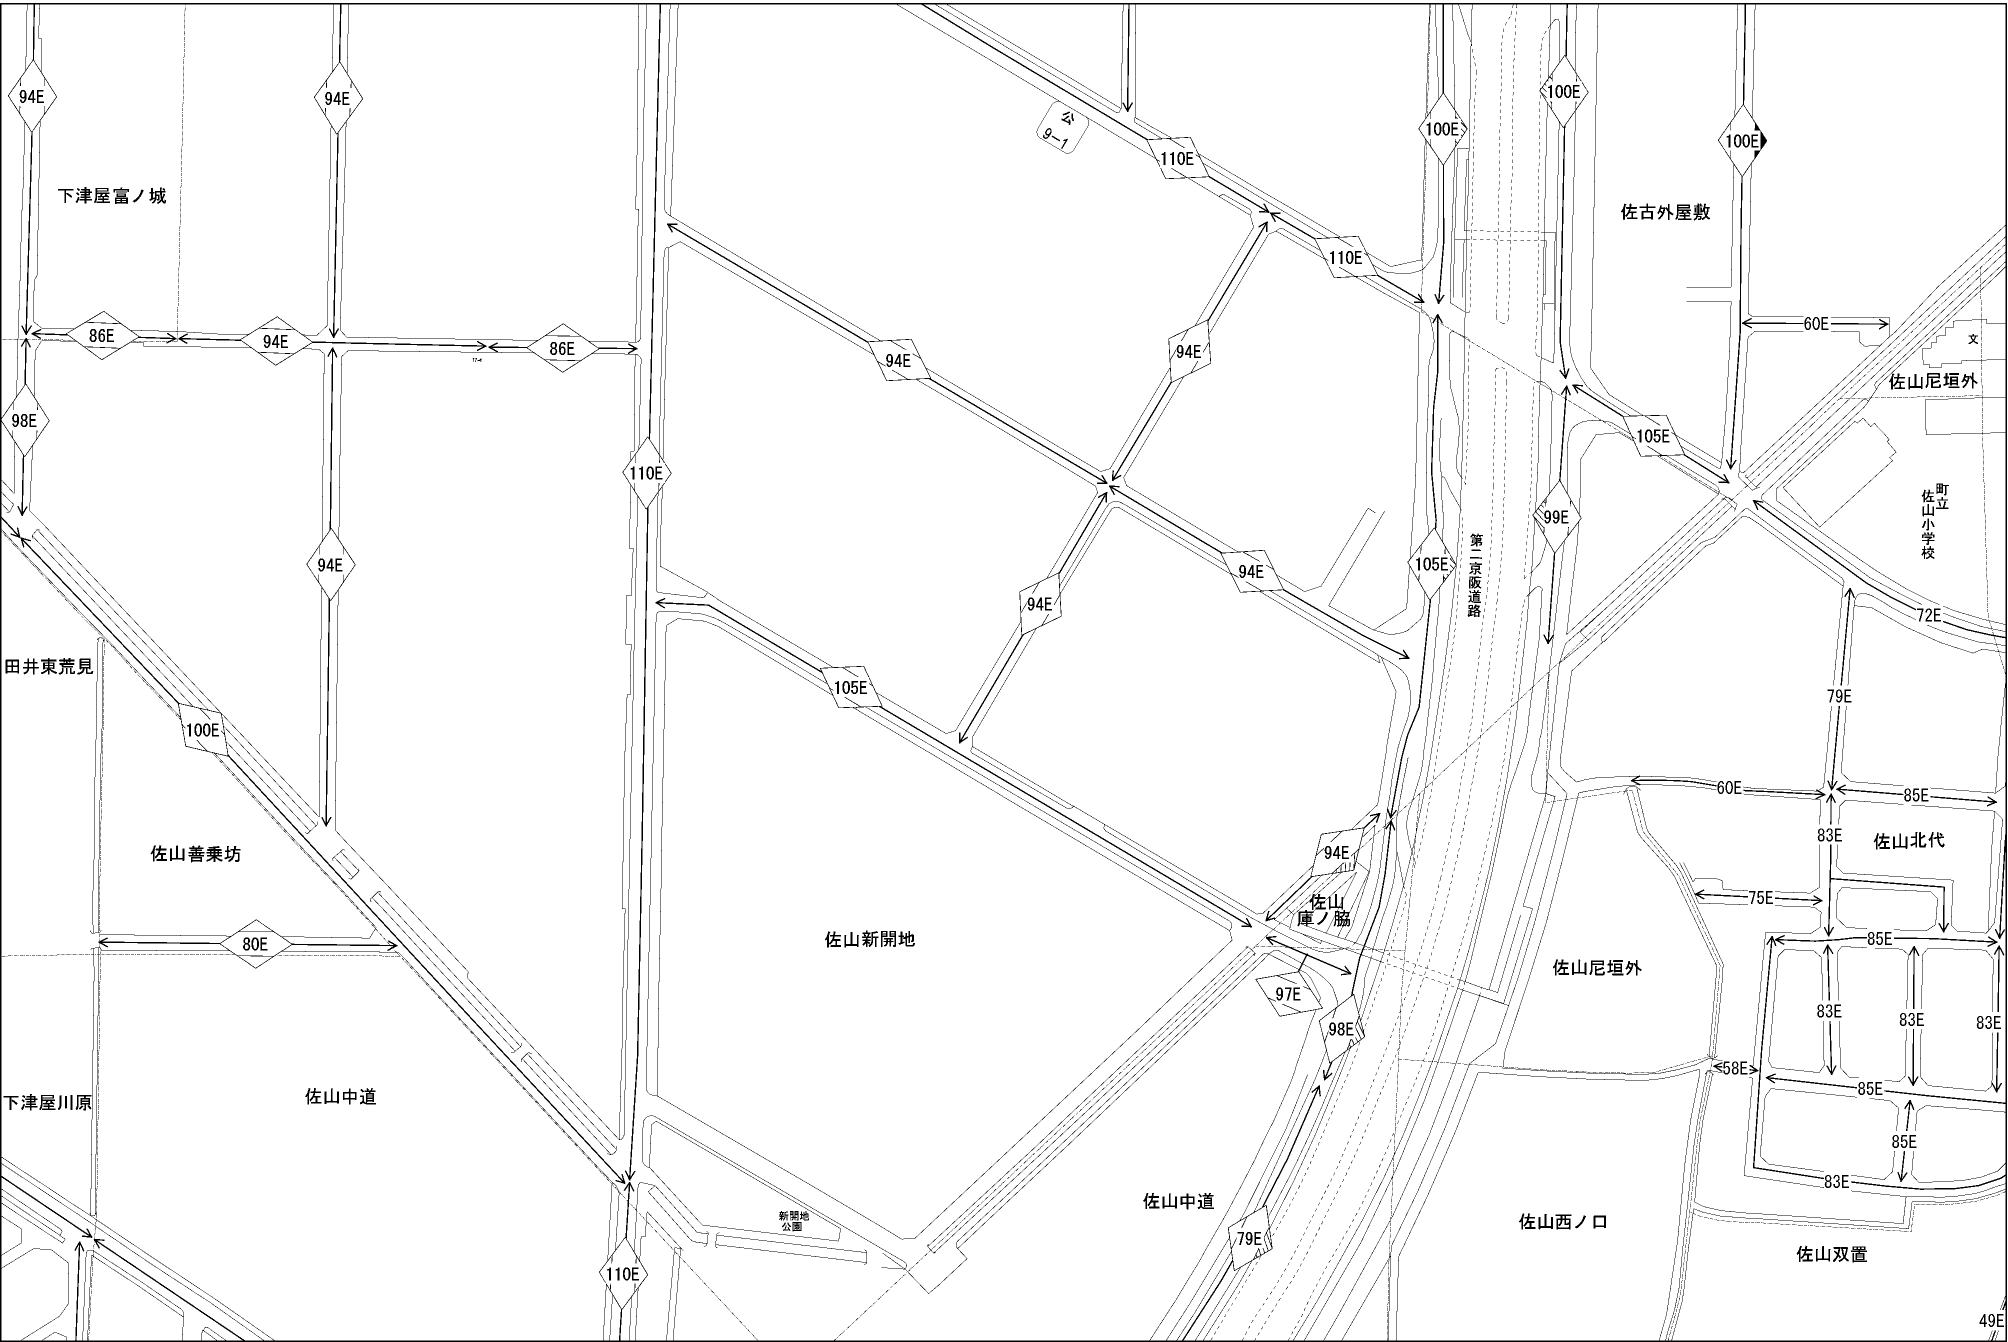 94E
94E
100E
100E
100E
公
9-1
110E
下津屋富ノ城
佐古外屋敷
110E
60E
文
86E
94E
86E
94E
94E
佐山尼垣外
98E
105E
110E
町立
佐山小学校
99E
第二京阪道路
94E
105E
94E
94E
72E
田井東荒見
105E
79E
100E
60E
85E
83E
佐山北代
佐山善乗坊
94E
75E
佐山
庫ノ脇
80E
佐山新開地
85E
佐山尼垣外
97E
98E
83E
83E
83E
58E
85E
下津屋川原
佐山中道
85E
83E
佐山中道
新開地
公園
佐山西ノ口
79E
佐山双置
110E
49E